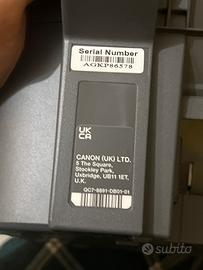 Serial Number
AGKP86578
UK
CA
CANON (UK) LTD.
5 The Square,
Stockley Park,
Uxbridge, UB11 1ET,
U.K.
QC7-8891-DB01-01
subito